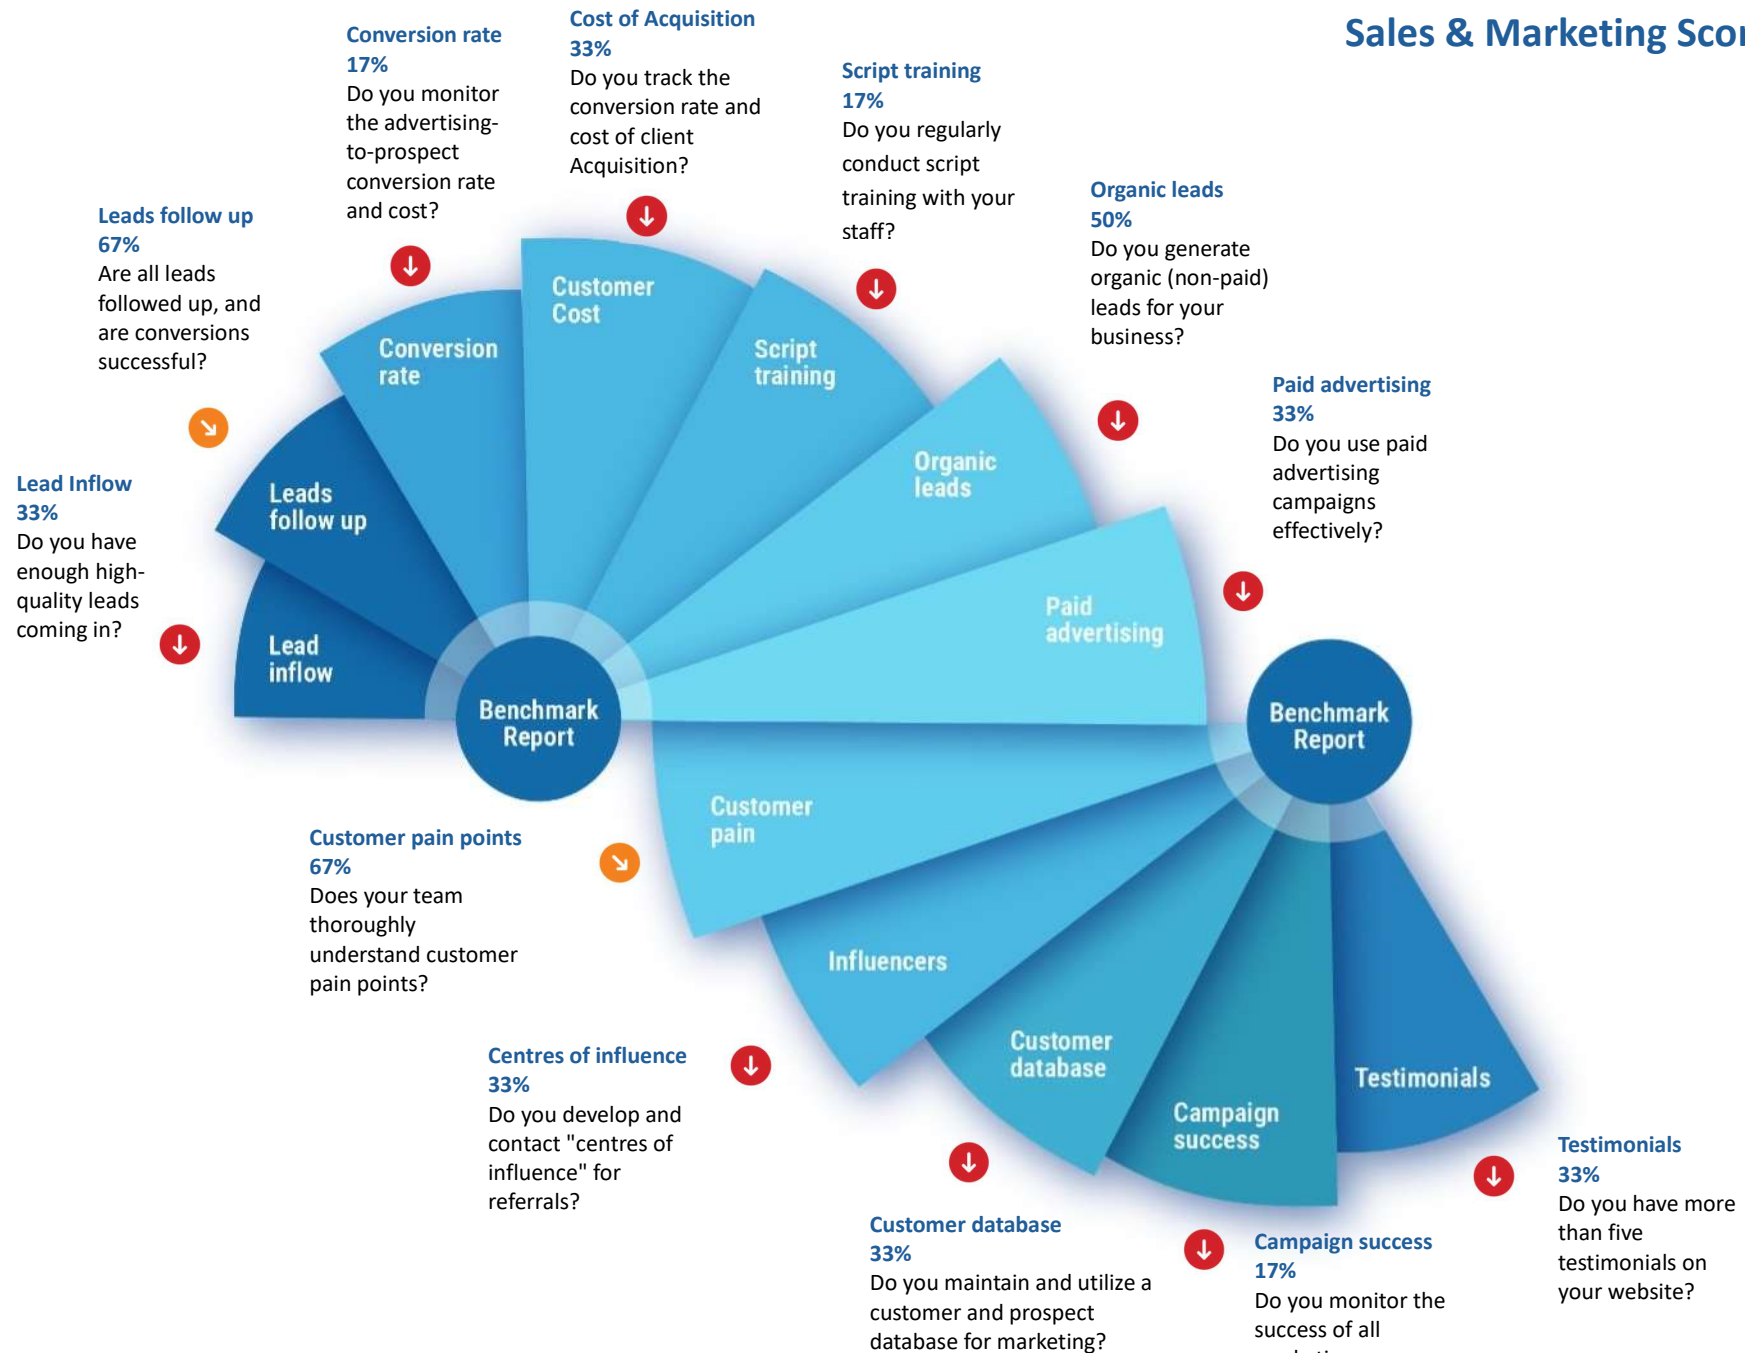 Sales & Marketing Scor
Cost of Acquisition
33%
Do you track the
conversion rate and
cost of client
Acquisition?
Conversion rate
17%
Do you monitor
the advertising-
to-prospect
conversion rate
and cost?
Script training
17%
Do you regularly
conduct script
training with your
staff?
Organic leads
50%
Do you generate
organic (non-paid)
leads for your
business?
Leads follow up
67%
Are all leads
followed up, and
are conversions
successful?
Paid advertising
33%
Do you use paid
advertising
campaigns
effectively?
Lead Inflow
33%
Do you have
enough high-
quality leads
coming in?
Lead
inflow
Leads
follow up
Conversion
rate
Customer
Cost
Script
training
Organic
leads
Paid
advertising
Benchmark
Report
Benchmark
Report
Customer
pain
Influencers
Customer
database
Campaign
success
Testimonials
Customer pain points
67%
Does your team
thoroughly
understand customer
pain points?
Centres of influence
33%
Do you develop and
contact "centres of
influence" for
referrals?
Customer database
33%
Do you maintain and utilize a
customer and prospect
database for marketing?
Campaign success
17%
Do you monitor the
success of all
Testimonials
33%
Do you have more
than five
testimonials on
your website?